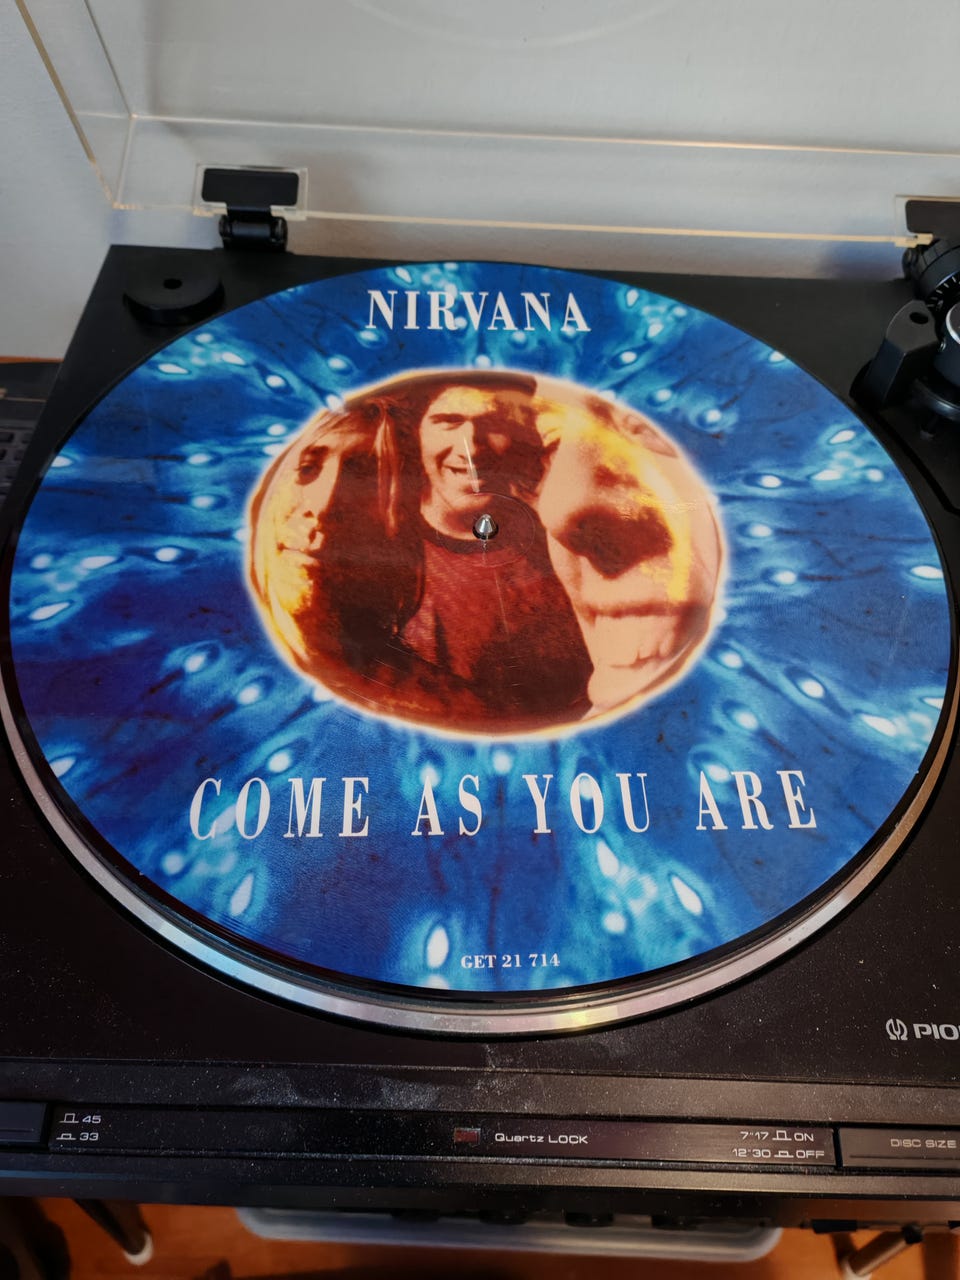 NIRVANA
COME AS YOU ARE
GET 21 714
PIO
45
33
Quartz LOCK
7"17 ON
12"30 OFF
DISC SIZE